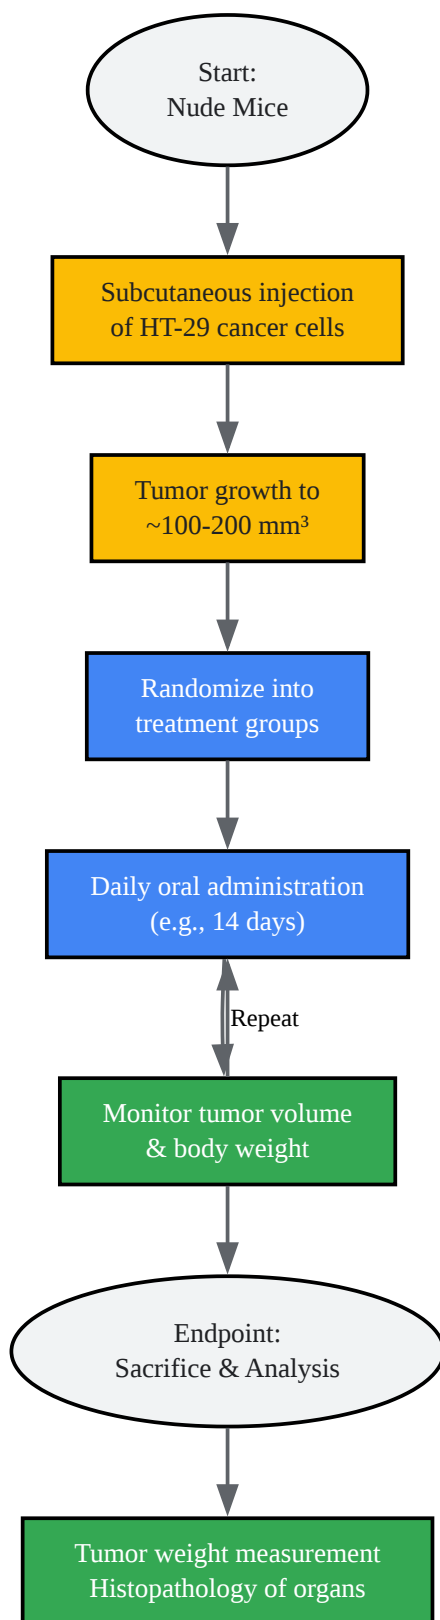 Start:
Nude Mice
Subcutaneous injection
of HT-29 cancer cells
Tumor growth to
~100-200 mm³
Randomize into
treatment groups
Daily oral administration
(e.g., 14 days)
Repeat
Monitor tumor volume
& body weight
Endpoint:
Sacrifice & Analysis
Tumor weight measurement
Histopathology of organs